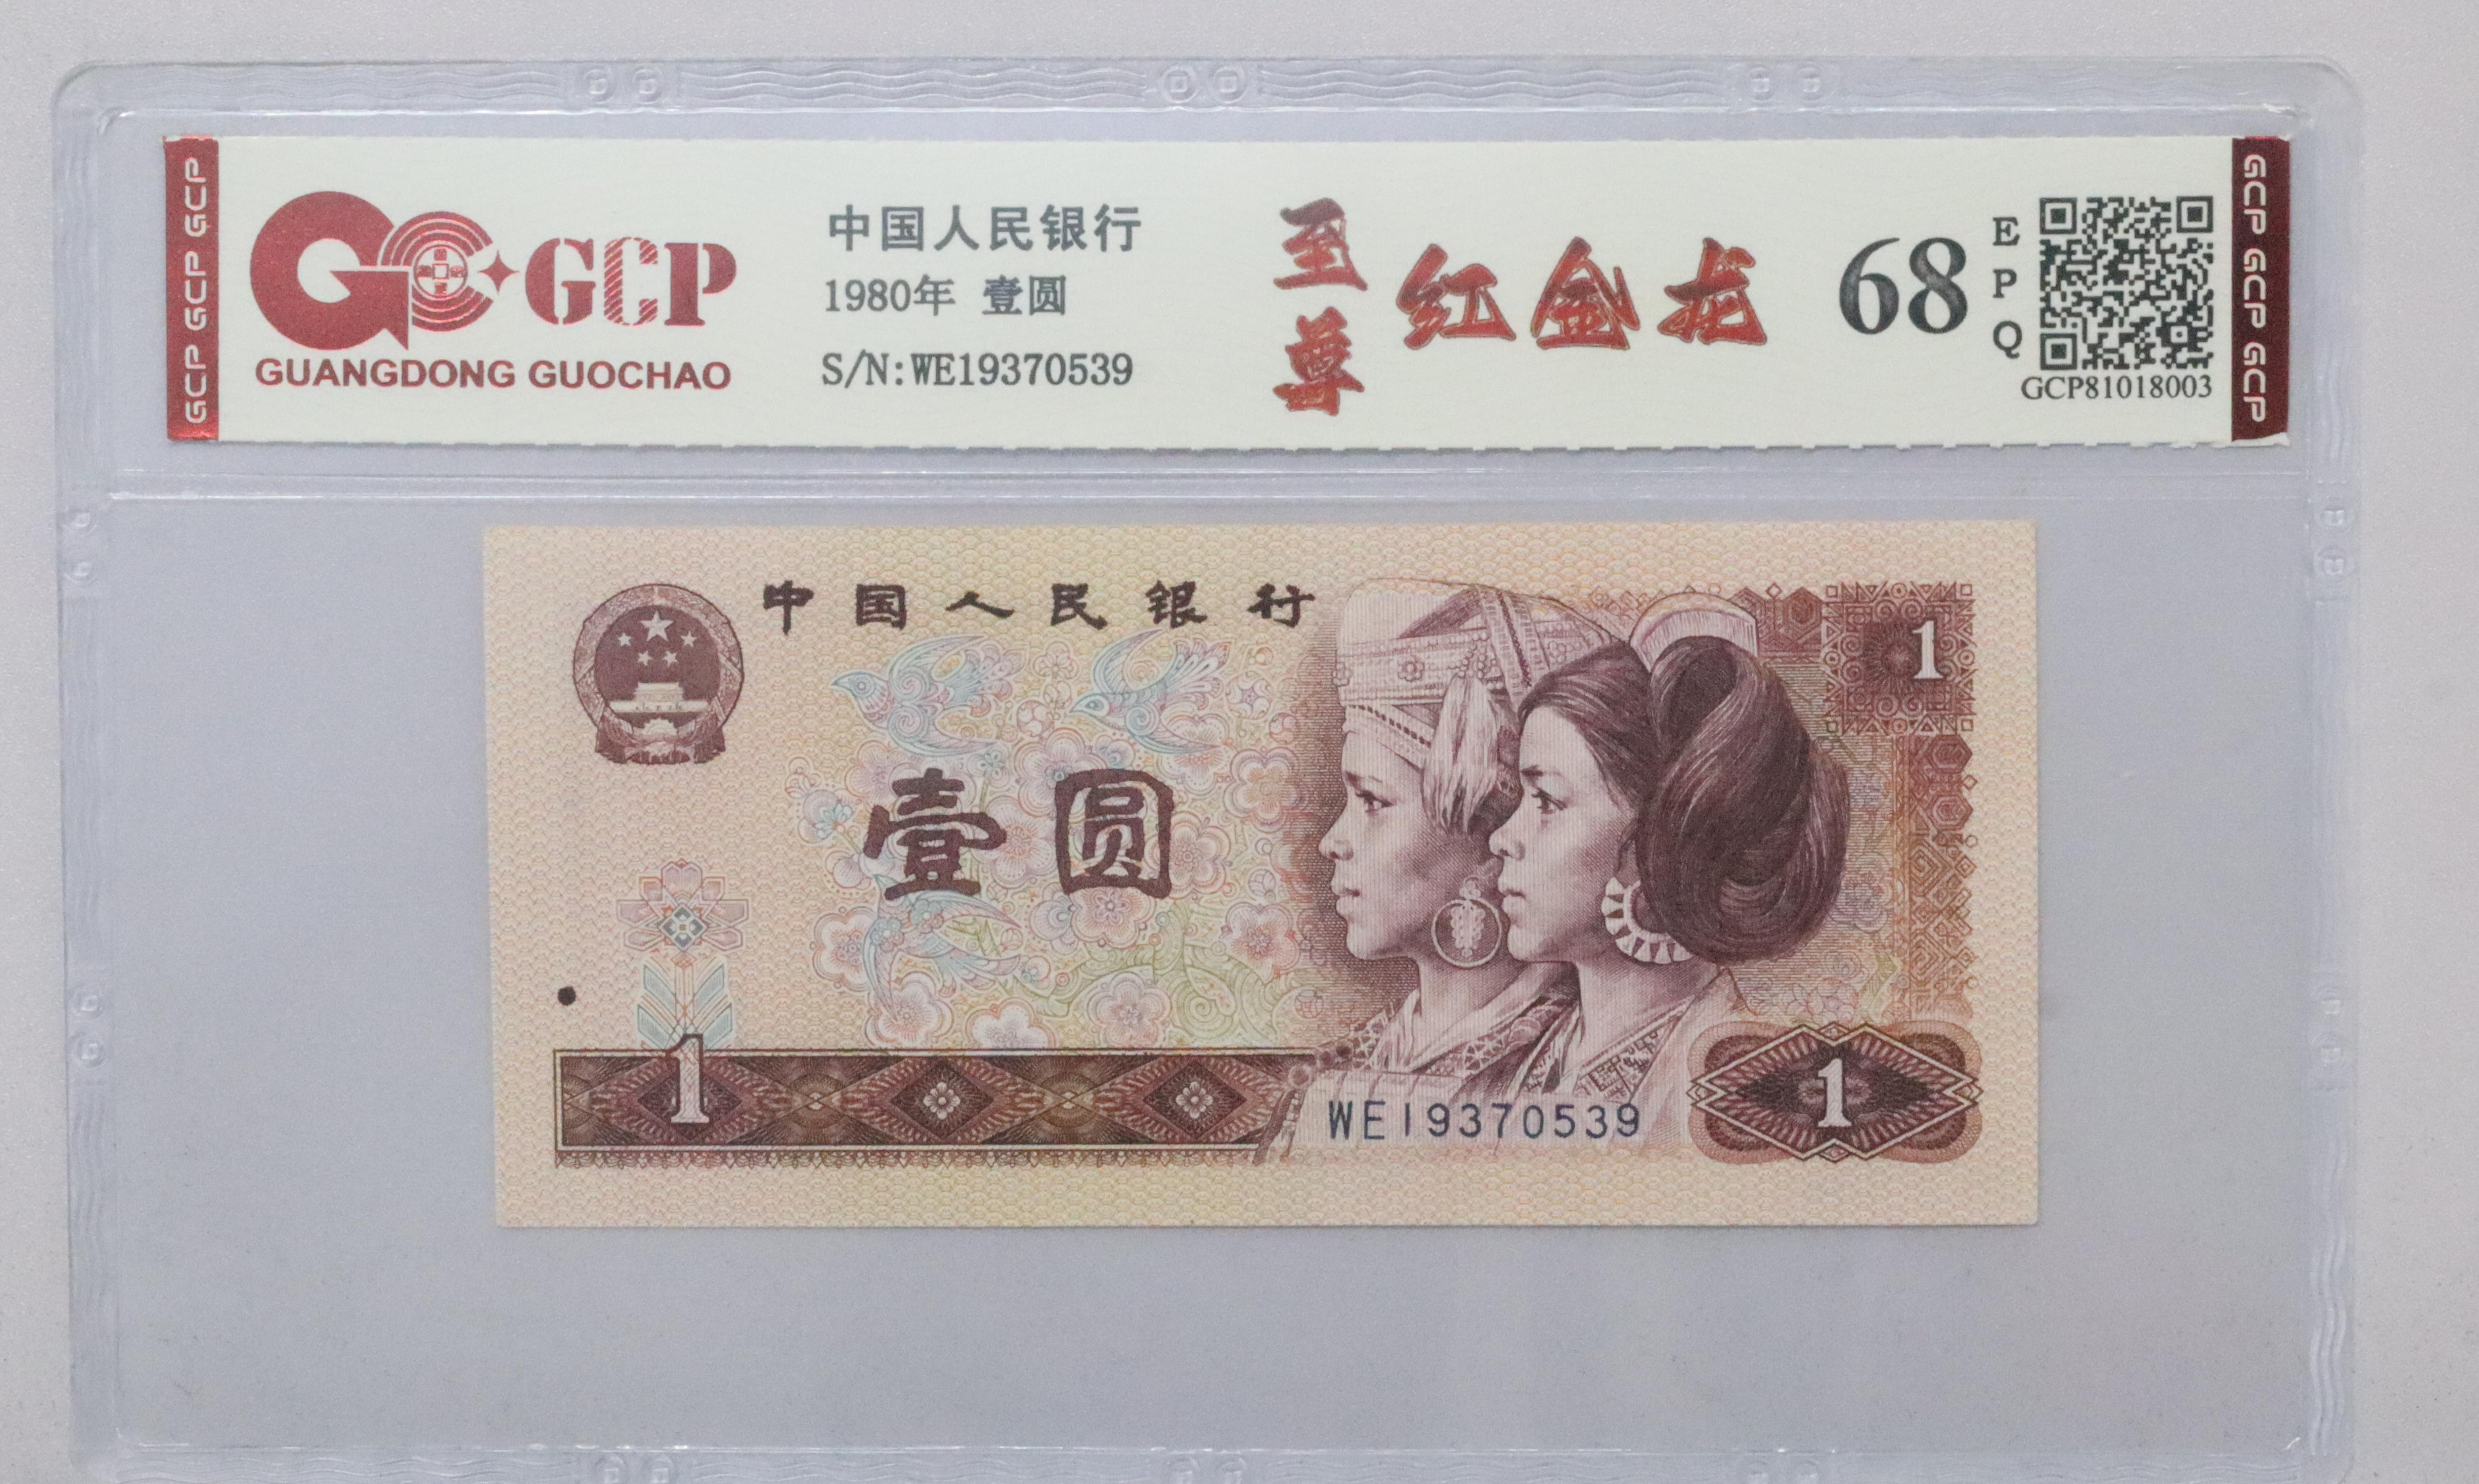 GCP GCP GCP
GCP
GUANGDONG GUOCHAO
中国人民银行
1980年 壹圆
S/N:WE19370539
至尊
红金龙
68
EPQ
GCP81018003
GCP GCP GCP
中国人民银行
1
壹圆
1
WE19370539
1